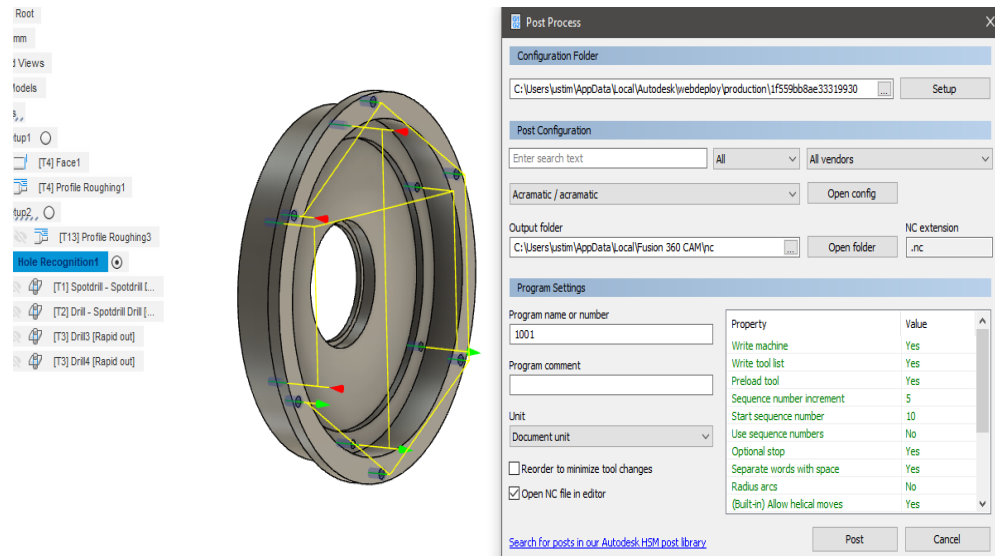 Root
mm
d Views
Models
s,,
tup1
[T4] Face1
[T4] Profile Roughing1
tup2,,
[T13] Profile Roughing3
Hole Recognition1
[T1] Spotdrill - Spotdrill [...
[T2] Drill - Spotdrill Drill [...
[T3] Drill3 [Rapid out]
[T3] Drill4 [Rapid out]
Post Process
Configuration Folder
C:\Users\ustim\AppData\Local\Autodesk\webdeploy\production\1f559bb8ae33319930
...
Setup
Post Configuration
Enter search text
All
All vendors
Acramatic / acramatic
Open config
Output folder
NC extension
C:\Users\ustim\AppData\Local\Fusion 360 CAM\nc
...
Open folder
.nc
Program Settings
Program name or number
1001
Program comment
Unit
Document unit
Reorder to minimize tool changes
Open NC file in editor
Property Value
Write machine Yes
Write tool list Yes
Preload tool Yes
Sequence number increment 5
Start sequence number 10
Use sequence numbers No
Optional stop Yes
Separate words with space Yes
Radius arcs No
(Built-in) Allow helical moves Yes
Search for posts in our Autodesk HSM post library
Post
Cancel